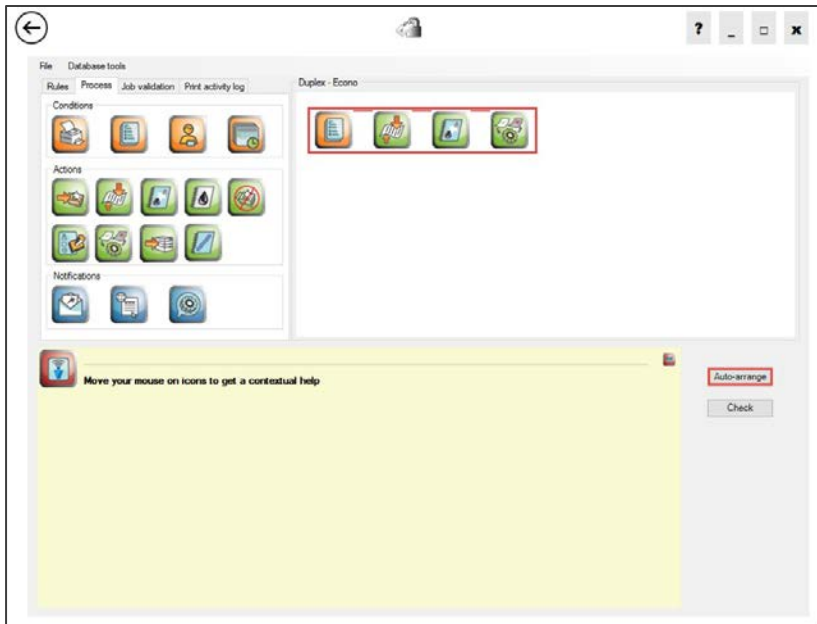 ?
File Database tools
Rules Process Job validation Print activity log
Duplex - Econo
Conditions
Actions
Notifications
Move your mouse on icons to get a contextual help
Auto-arrange
Check